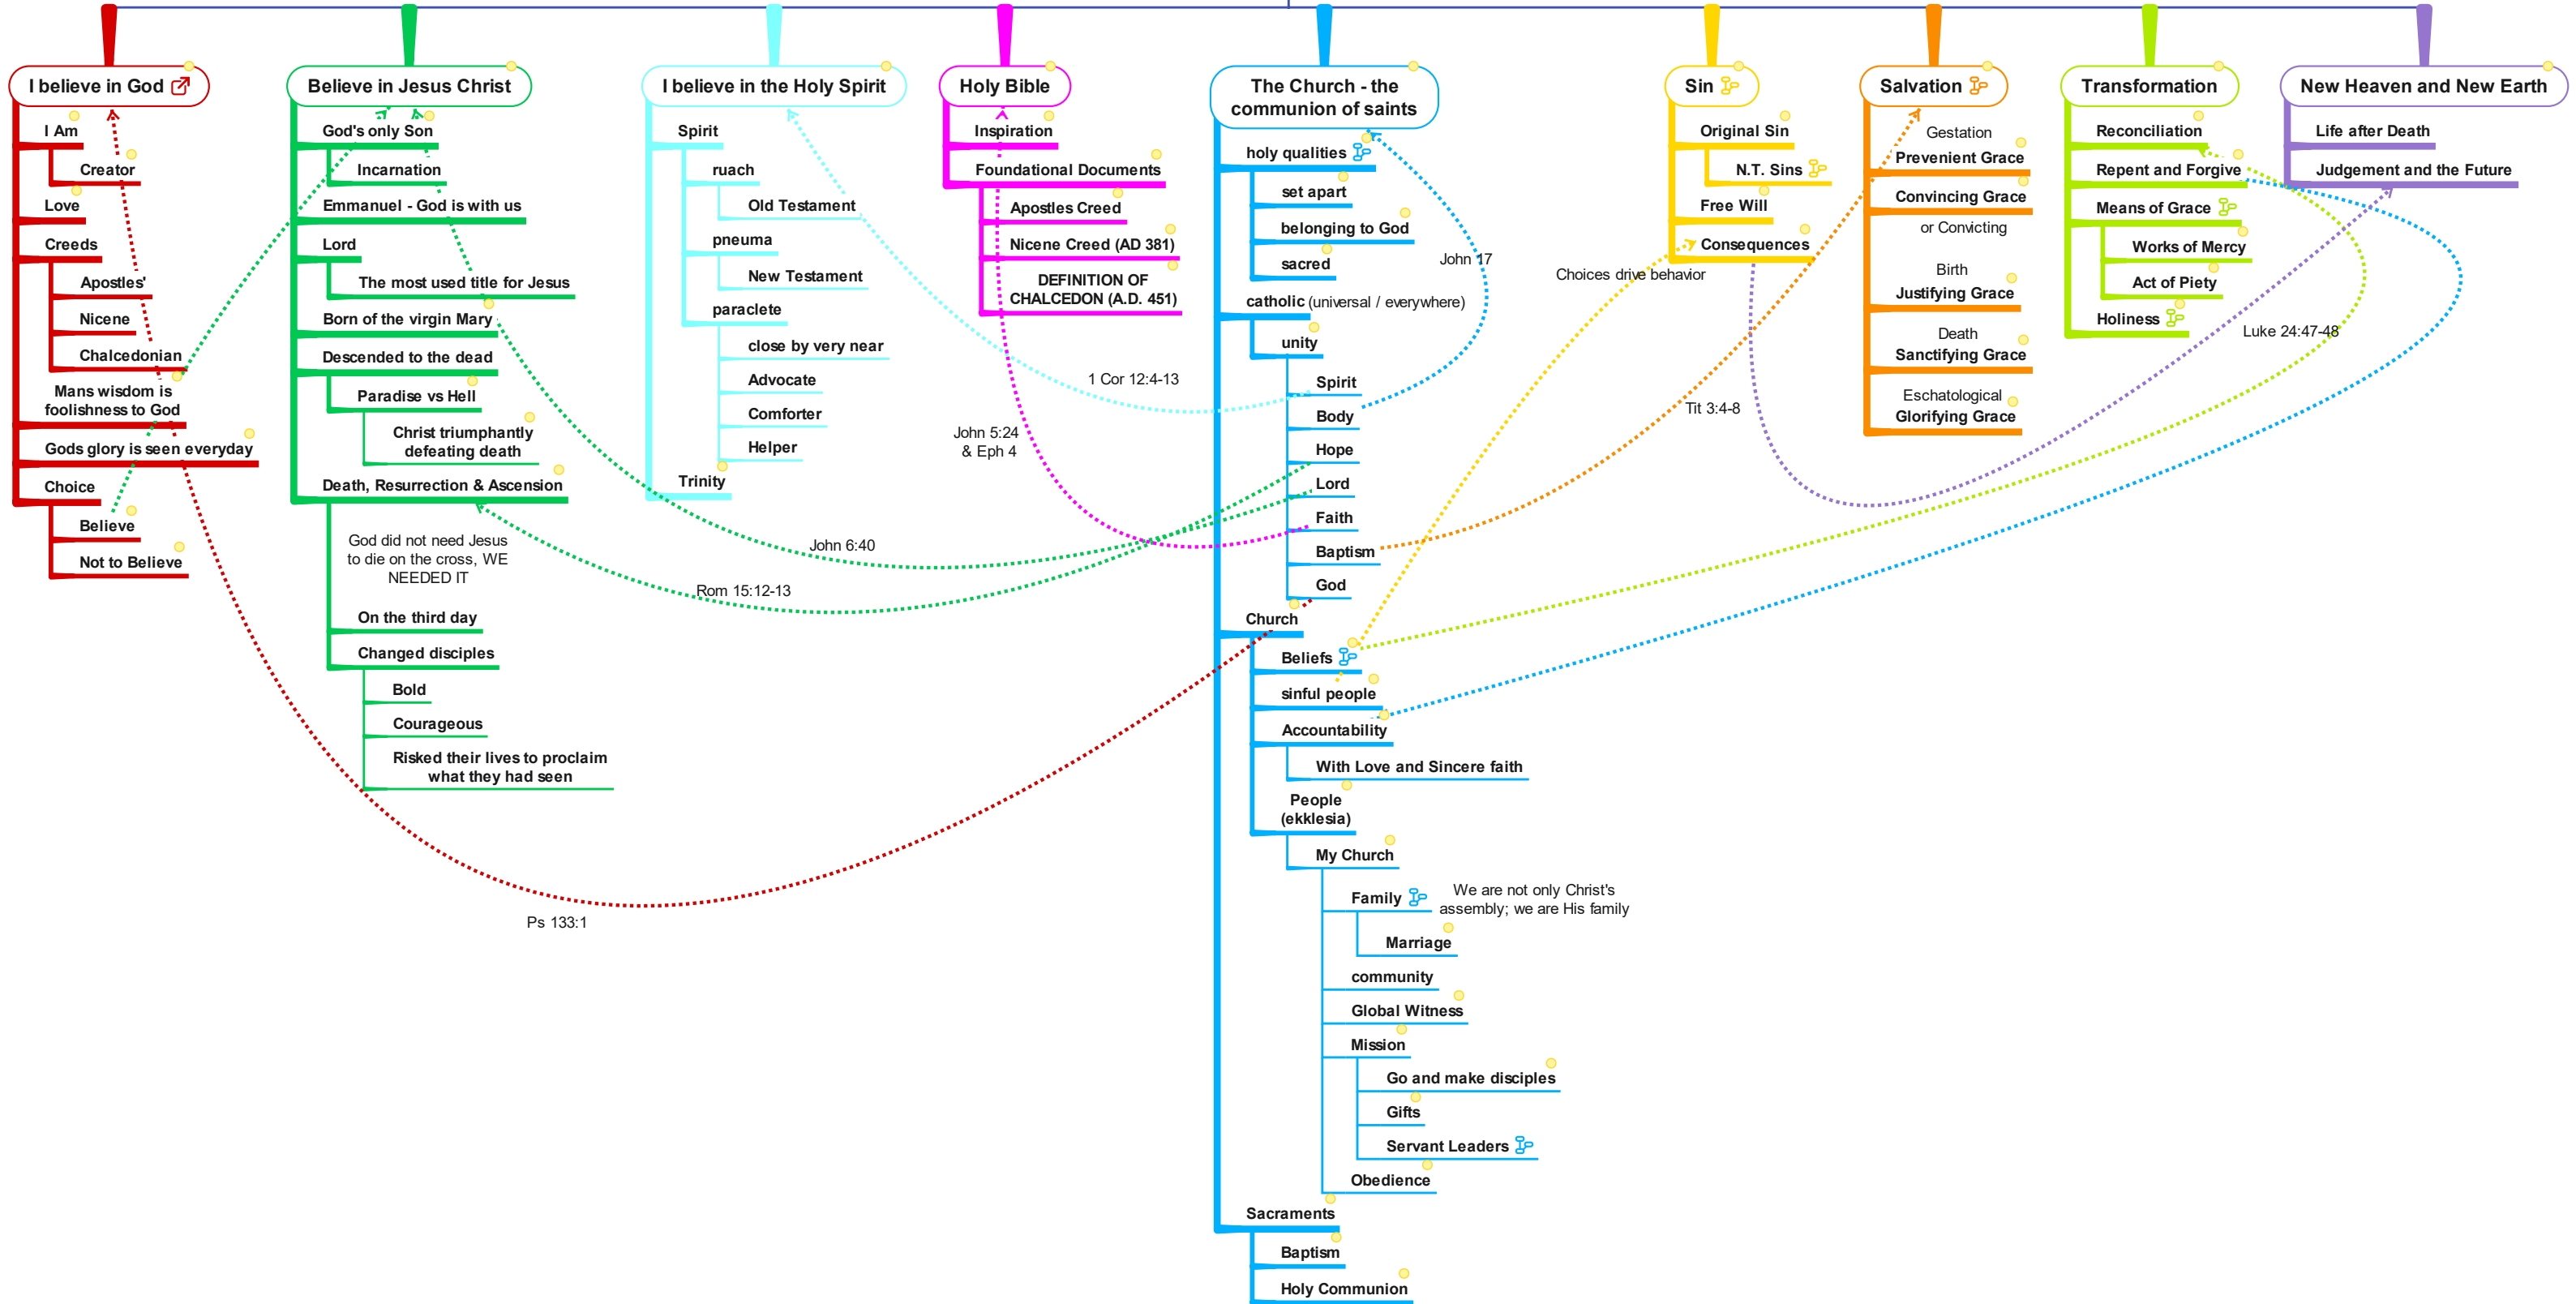 I believe in God
I Am
Creator
Love
Creeds
Apostles'
Nicene
Chalcedonian
Mans wisdom is
foolishness to God
Gods glory is seen everyday
Choice
Believe
Not to Believe
Believe in Jesus Christ
God's only Son
Incarnation
Emmanuel - God is with us
Lord
The most used title for Jesus
Born of the virgin Mary
Descended to the dead
Paradise vs Hell
Christ triumphantly
defeating death
Death, Resurrection & Ascension
God did not need Jesus
to die on the cross, WE
NEEDED IT
On the third day
Changed disciples
Bold
Courageous
Risked their lives to proclaim
what they had seen
I believe in the Holy Spirit
Spirit
ruach
Old Testament
pneuma
New Testament
paraclete
close by very near
Advocate
Comforter
Helper
Trinity
Holy Bible
Inspiration
Foundational Documents
Apostles Creed
Nicene Creed (AD 381)
DEFINITION OF
CHALCEDON (A.D. 451)
The Church - the
communion of saints
holy qualities
set apart
belonging to God
sacred
catholic (universal / everywhere)
unity
Spirit
Body
Hope
Lord
Faith
Baptism
God
Church
Beliefs
sinful people
Accountability
With Love and Sincere faith
People
(ekklesia)
My Church
Family
We are not only Christ's
assembly; we are His family
Marriage
community
Global Witness
Mission
Go and make disciples
Gifts
Servant Leaders
Obedience
Sacraments
Baptism
Holy Communion
Sin
Original Sin
N.T. Sins
Free Will
Consequences
Salvation
Gestation
Prevenient Grace
Convincing Grace
or Convicting
Birth
Justifying Grace
Death
Sanctifying Grace
Eschatological
Glorifying Grace
Transformation
Reconciliation
Repent and Forgive
Means of Grace
Works of Mercy
Act of Piety
Holiness
New Heaven and New Earth
Life after Death
Judgement and the Future
John 17
Choices drive behavior
1 Cor 12:4-13
John 5:24
& Eph 4
Tit 3:4-8
Luke 24:47-48
John 6:40
Rom 15:12-13
Ps 133:1